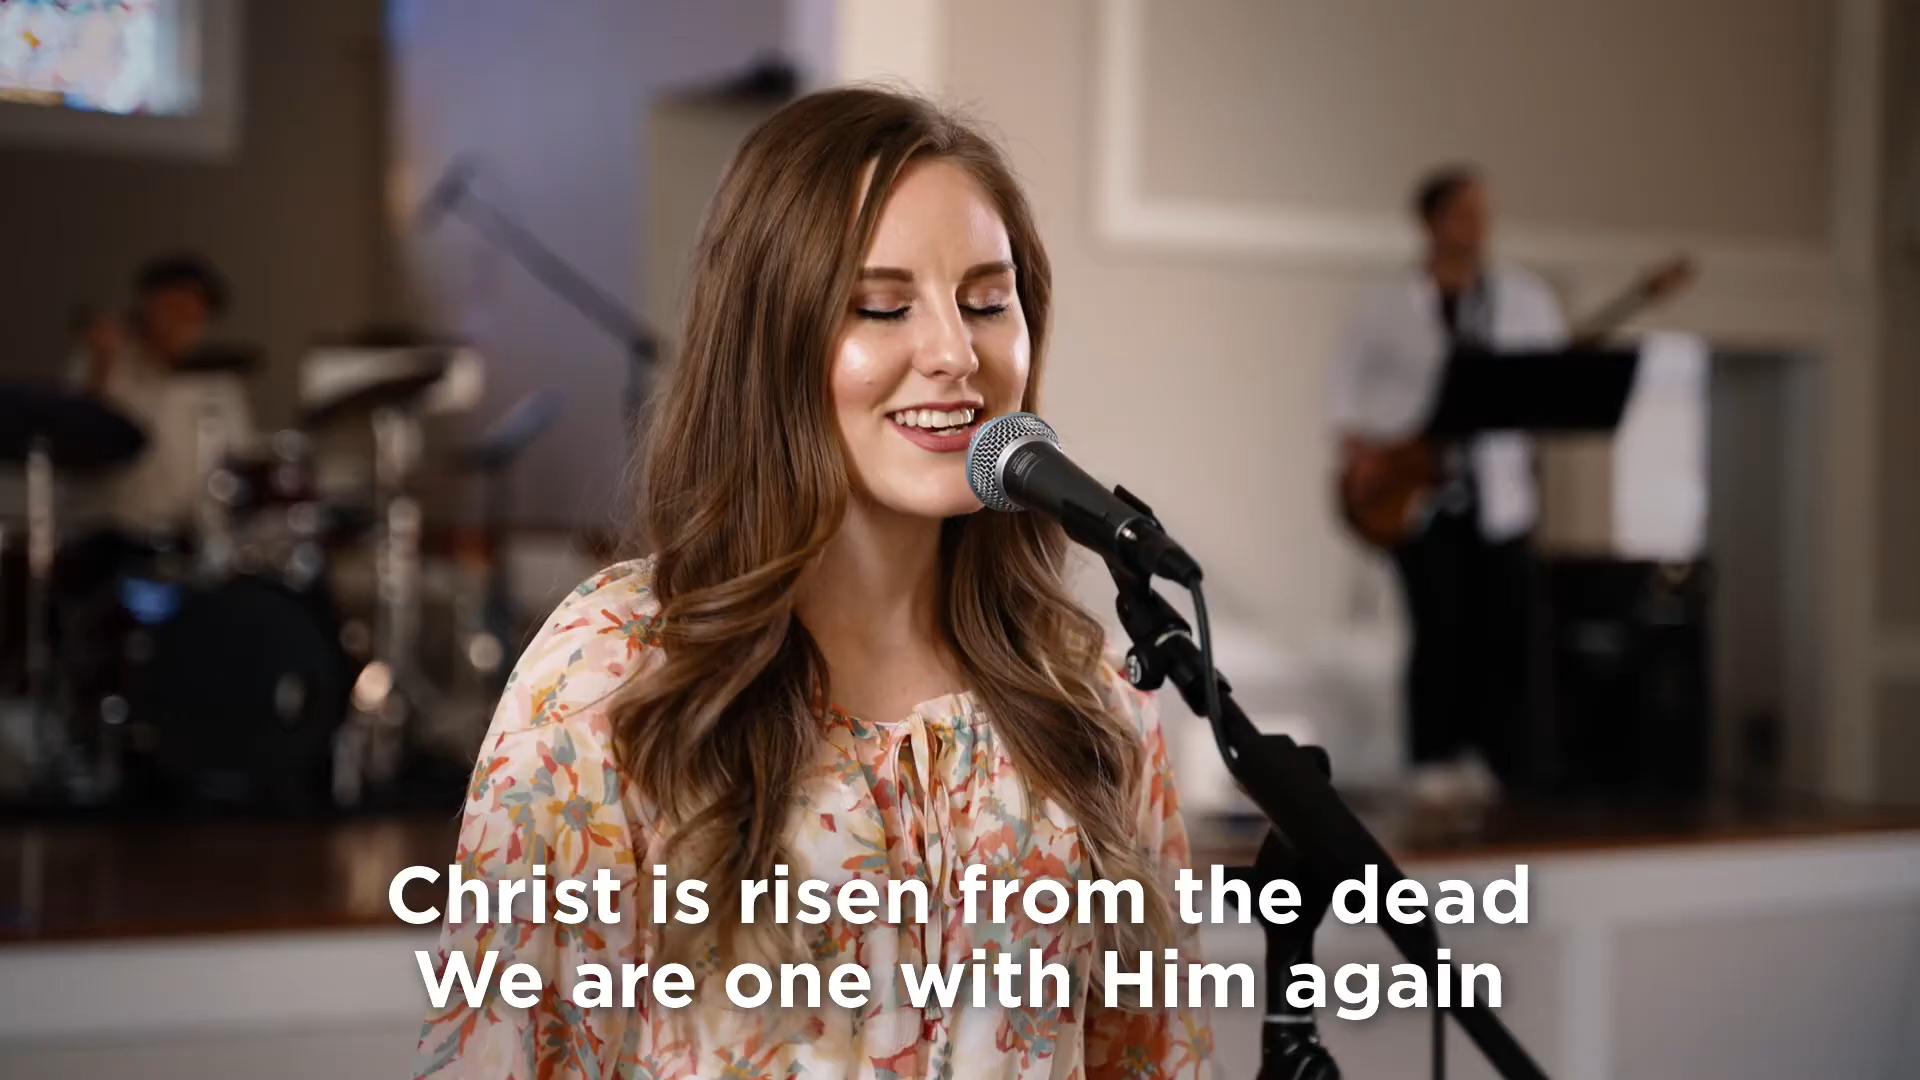 Christ is risen from the dead
We are one with Him again